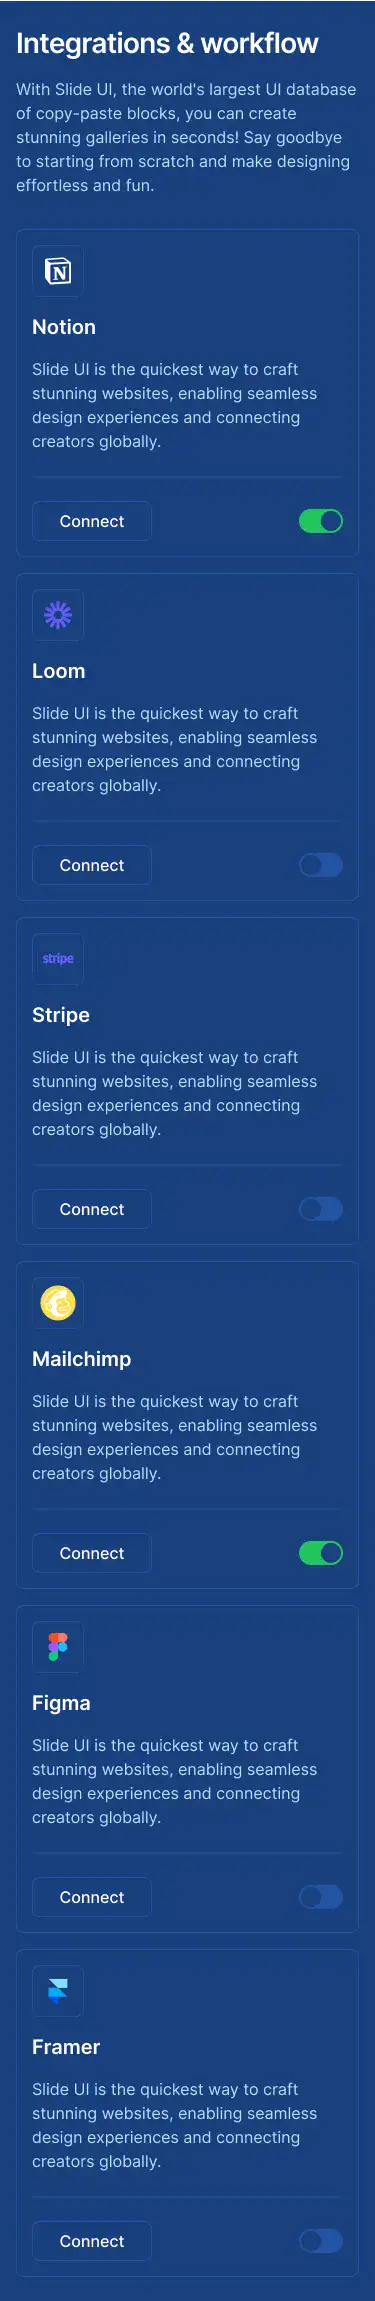 Integrations & workflow
With Slide UI, the world's largest UI database
of copy-paste blocks, you can create
stunning galleries in seconds! Say goodbye
to starting from scratch and make designing
effortless and fun.
N
Notion
Slide UI is the quickest way to craft
stunning websites, enabling seamless
design experiences and connecting
creators globally.
Connect
Loom
Slide UI is the quickest way to craft
stunning websites, enabling seamless
design experiences and connecting
creators globally.
Connect
stripe
Stripe
Slide UI is the quickest way to craft
stunning websites, enabling seamless
design experiences and connecting
creators globally.
Connect
Mailchimp
Slide UI is the quickest way to craft
stunning websites, enabling seamless
design experiences and connecting
creators globally.
Connect
Figma
Slide UI is the quickest way to craft
stunning websites, enabling seamless
design experiences and connecting
creators globally.
Connect
Framer
Slide UI is the quickest way to craft
stunning websites, enabling seamless
design experiences and connecting
creators globally.
Connect